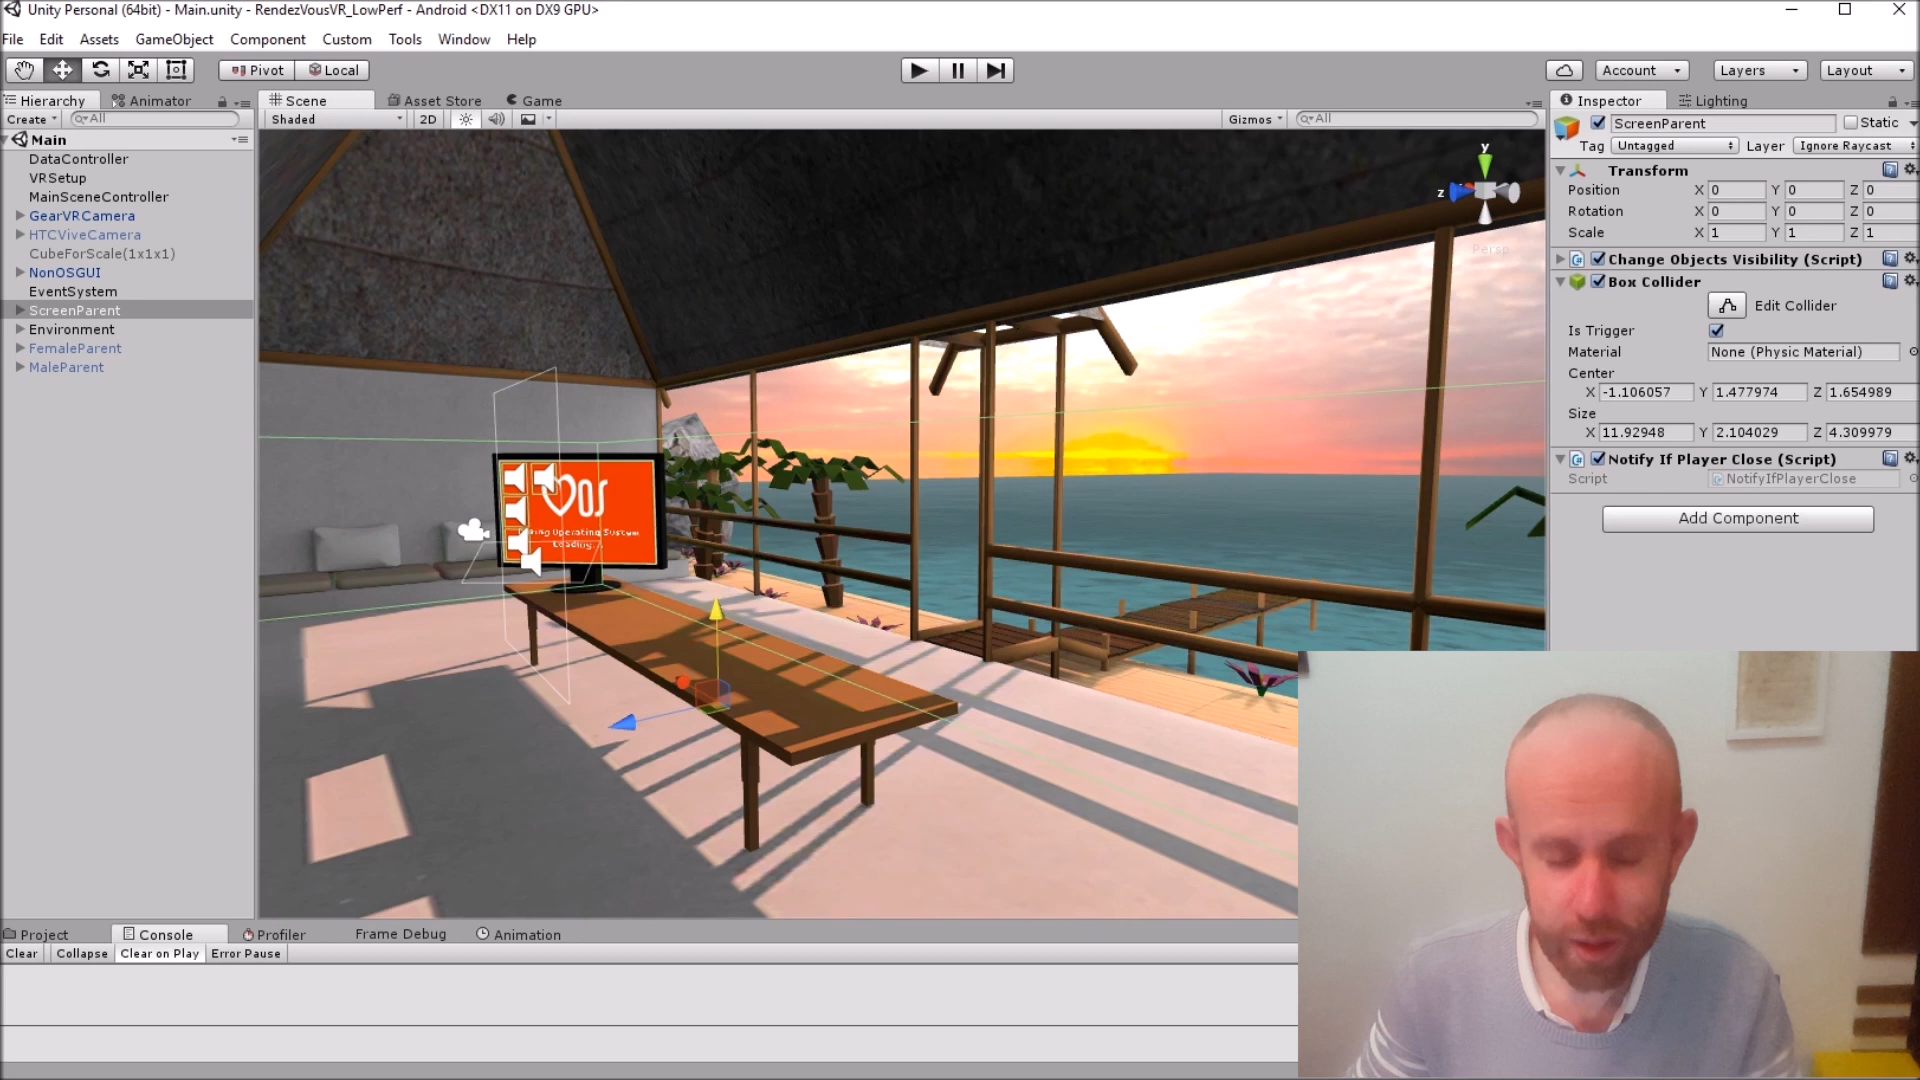 Unity Personal (64bit) - Main.unity - RendezVousVR_LowPerf - Android <DX11 on DX9 GPU>
File Edit Assets GameObject Component Custom Tools Window Help
Pivot Local Account Layers Layout
Hierarchy Animator Scene Asset Store Game Inspector Lighting
Create All Shaded 2D Gizmos All
ScreenParent Static
Tag Untagged Layer Ignore Raycast
Main
DataController
VRSetup
MainSceneController
GearVRCamera
HTCViveCamera
CubeForScale(1x1x1)
NonOSGUI
EventSystem
ScreenParent
Environment
FemaleParent
MaleParent
y
z
Persp
OS
Operating System
Loading...
Transform
Position X 0 Y 0 Z 0
Rotation X 0 Y 0 Z 0
Scale X 1 Y 1 Z 1
Change Objects Visibility (Script)
Box Collider
Edit Collider
Is Trigger
Material None (Physic Material)
Center
X -1.106057 Y 1.477974 Z 1.654989
Size
X 11.92948 Y 2.104029 Z 4.309979
Notify If Player Close (Script)
Script NotifyIfPlayerClose
Add Component
Project Console Profiler Frame Debug Animation
Clear Collapse Clear on Play Error Pause